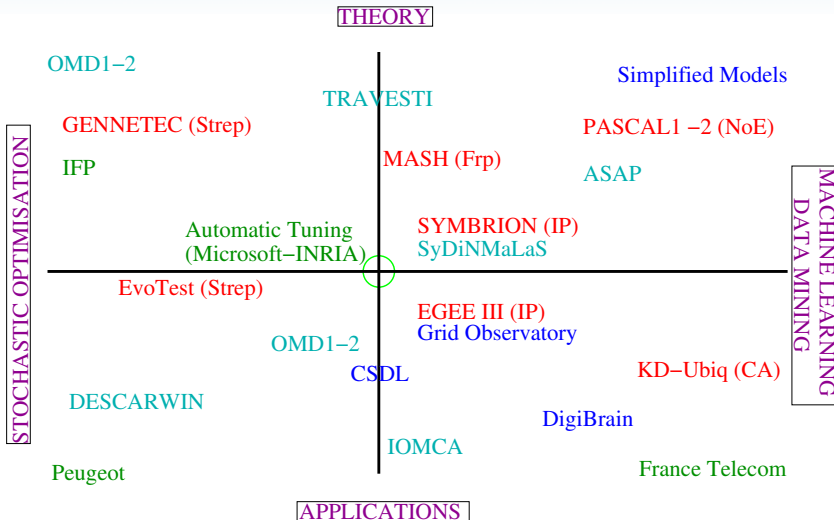 THEORY
OMD1−2
Simplified Models
TRAVESTI
GENNETEC (Strep)
PASCAL1 −2 (NoE)
MASH (Frp)
IFP
ASAP
STOCHASTIC OPTIMISATION
MACHINE LEARNING
DATA MINING
Automatic Tuning
(Microsoft−INRIA)
SYMBRION (IP)
SyDiNMaLaS
EvoTest (Strep)
EGEE III (IP)
Grid Observatory
OMD1−2
CSDL
KD−Ubiq (CA)
DESCARWIN
DigiBrain
IOMCA
Peugeot
France Telecom
APPLICATIONS